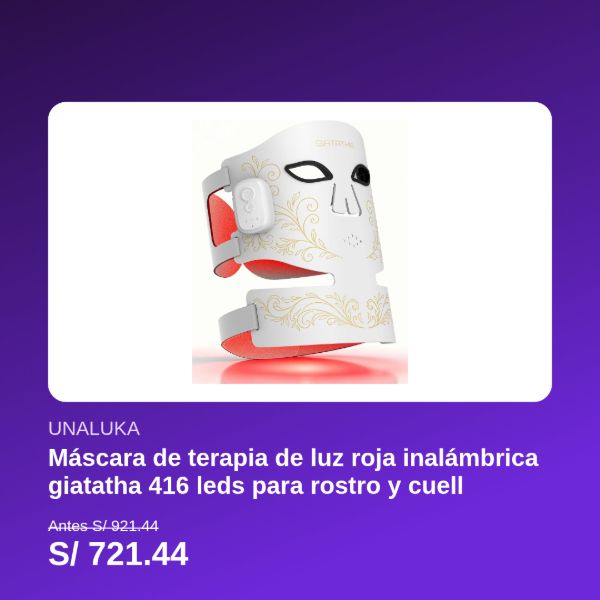 GIATATHA
UNALUKA
Máscara de terapia de luz roja inalámbrica
giatatha 416 leds para rostro y cuell
Antes S/ 921.44
S/ 721.44